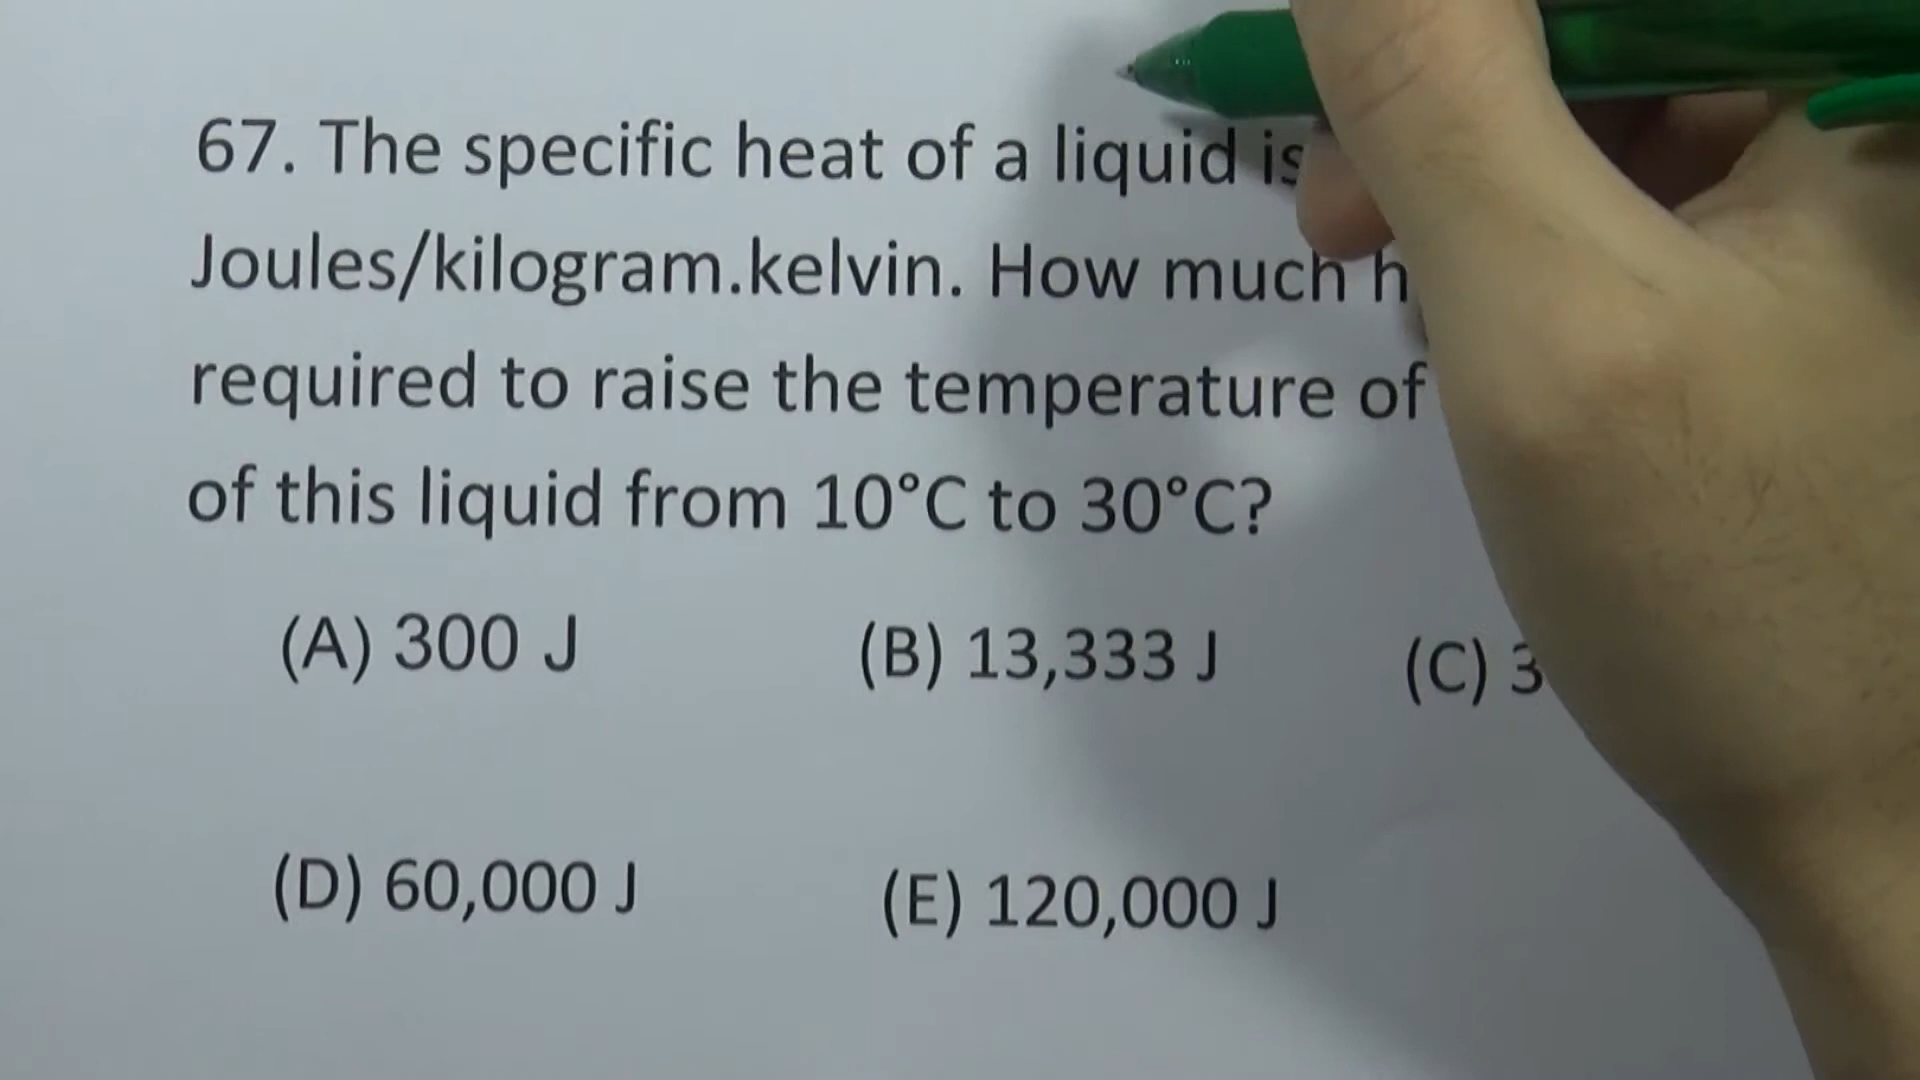 67. The specific heat of a liquid is
Joules/kilogram.kelvin. How much
required to raise the temperature of
of this liquid from 10°C to 30°C?
(A) 300 J (B) 13,333 J (C) 3
(D) 60,000 J (E) 120,000 J